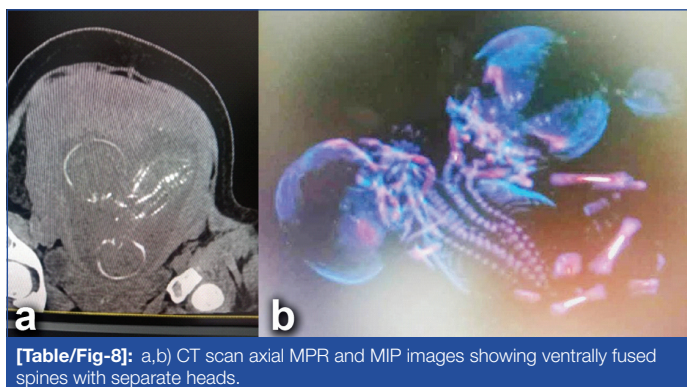 a
b
[Table/Fig-8]: a,b) CT scan axial MPR and MIP images showing ventrally fused
spines with separate heads.